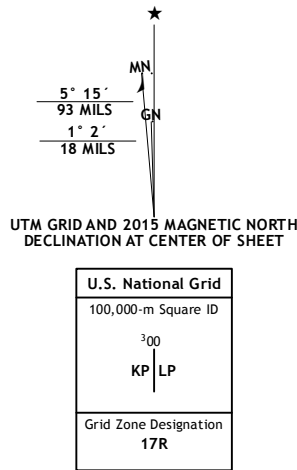 ★
MN
GN
5° 15´
93 MILS
1° 2´
18 MILS
UTM GRID AND 2015 MAGNETIC NORTH
DECLINATION AT CENTER OF SHEET
U.S. National Grid
100,000-m Square ID
³00
KP LP
Grid Zone Designation
17R